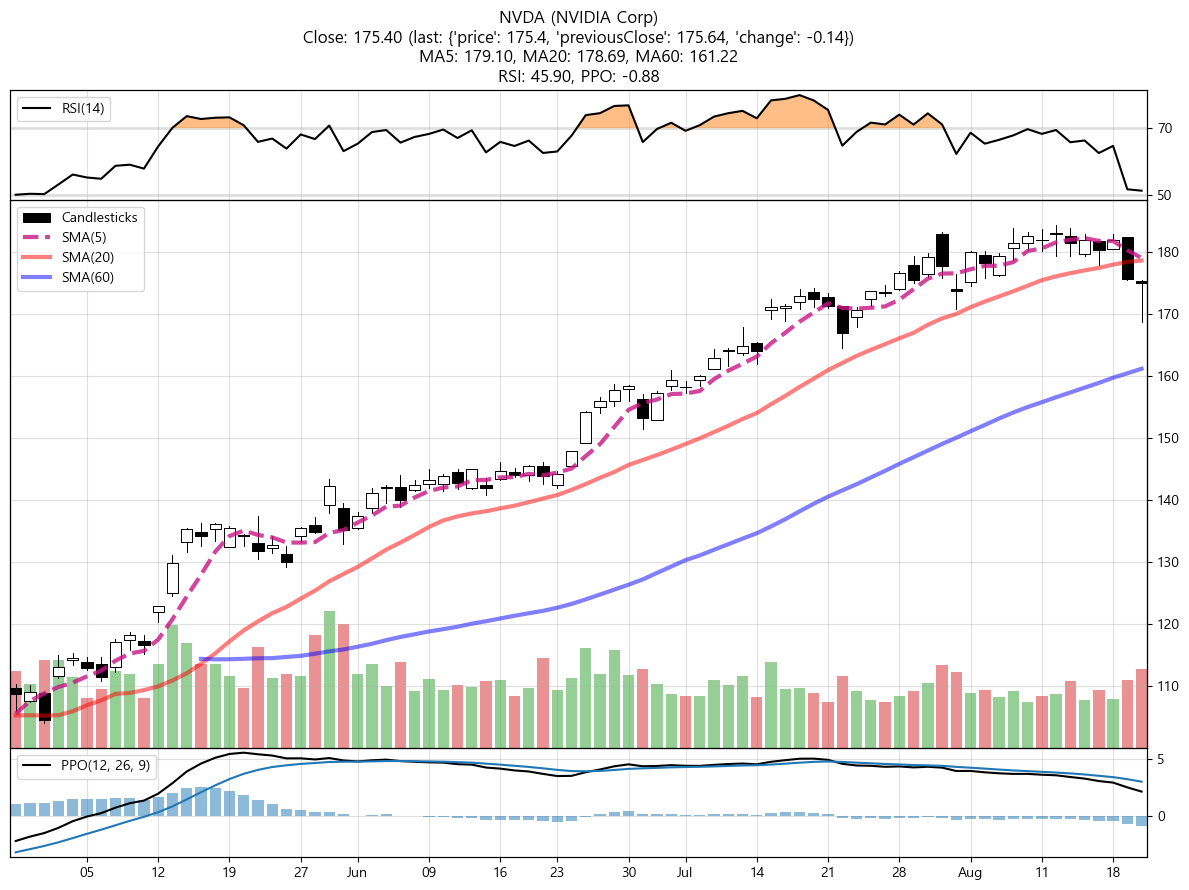 NVDA (NVIDIA Corp)
Close: 175.40 (last: {'price': 175.4, 'previousClose': 175.64, 'change': -0.14})
MA5: 179.10, MA20: 178.69, MA60: 161.22
RSI: 45.90, PPO: -0.88
RSI(14)
70
50
Candlesticks
SMA(5)
SMA(20)
SMA(60)
180
170
160
150
140
130
120
110
PPO(12, 26, 9)
5
0
05 12 19 27 Jun 09 16 23 30 Jul 14 21 28 Aug 11 18